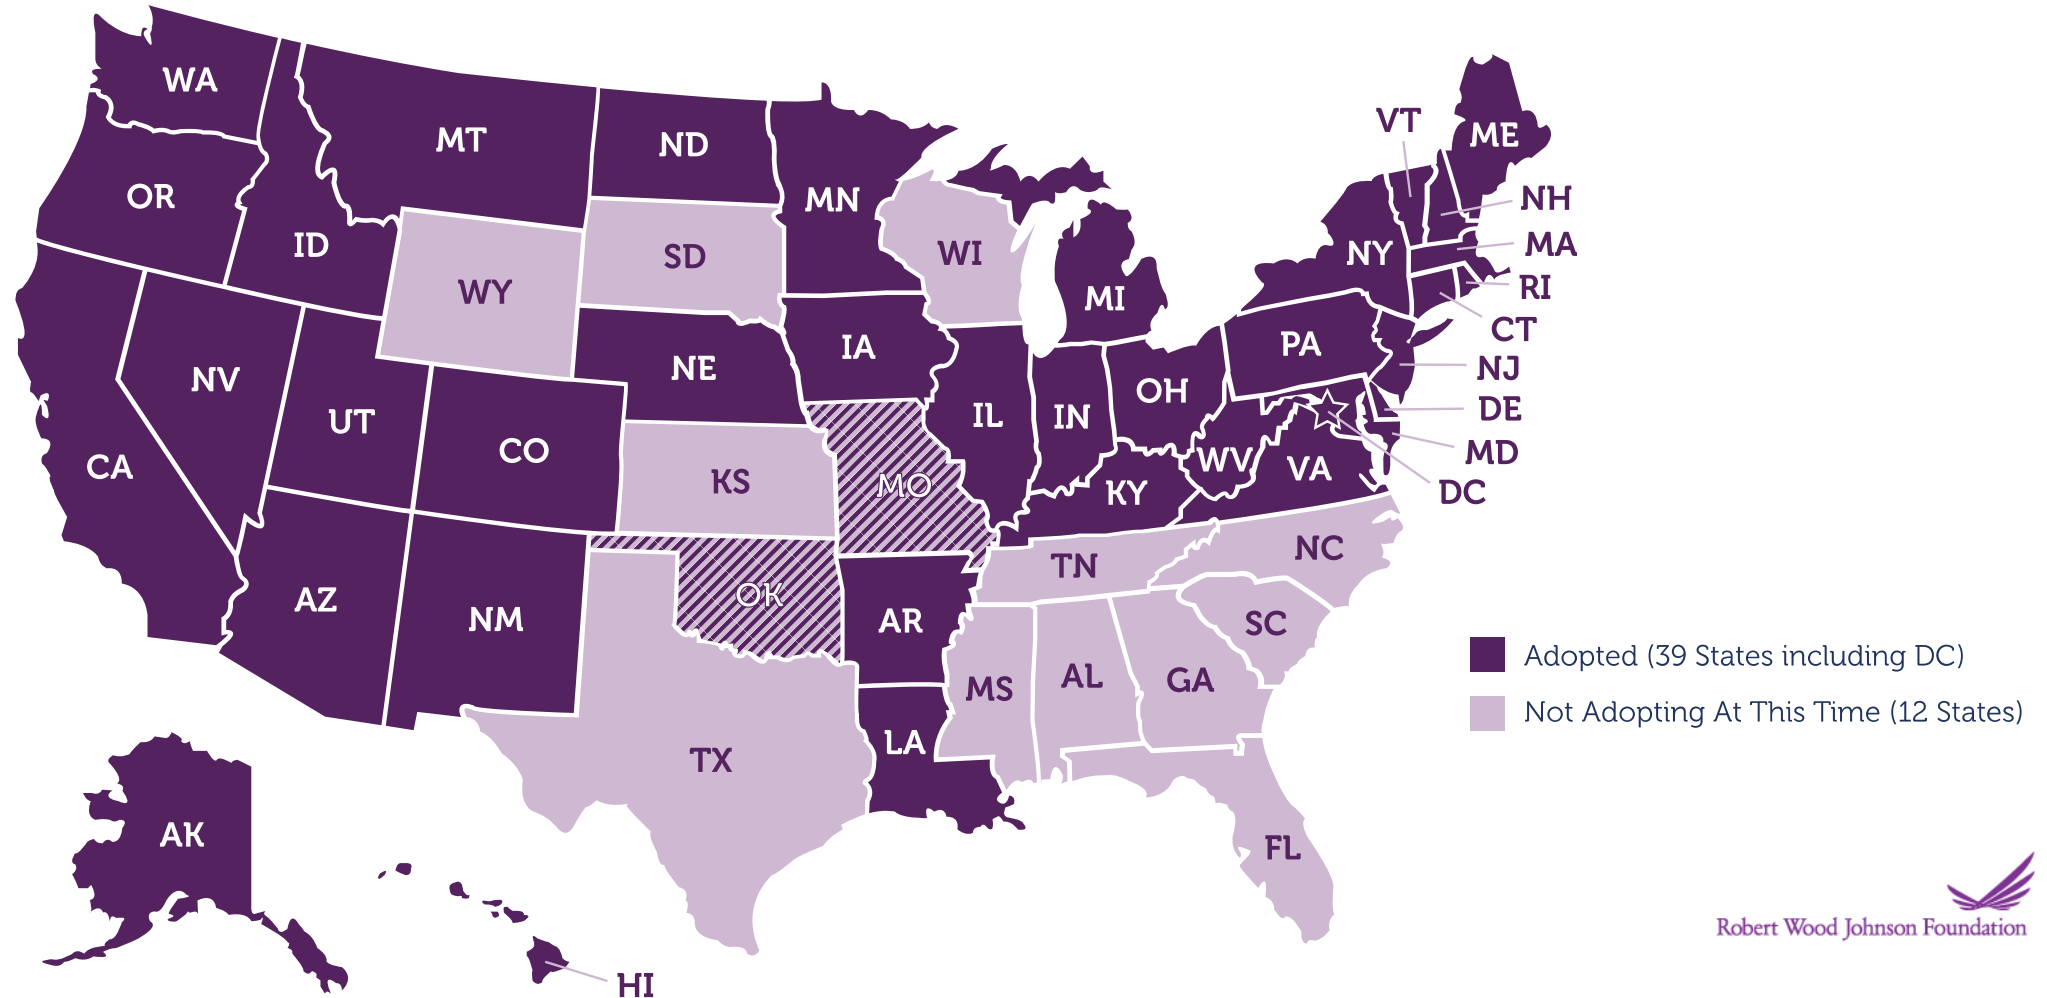 WA
MT
ND
MN
VT
ME
OR
ID
WY
SD
WI
MI
NY
NH
MA
RI
CT
NV
UT
CO
NE
IA
IL
IN
OH
PA
NJ
DE
MD
DC
CA
KS
MO
KY
WV
VA
AZ
NM
OK
AR
TN
NC
SC
TX
LA
MS
AL
GA
FL
AK
HI
Adopted (39 States including DC)
Not Adopting At This Time (12 States)
Robert Wood Johnson Foundation